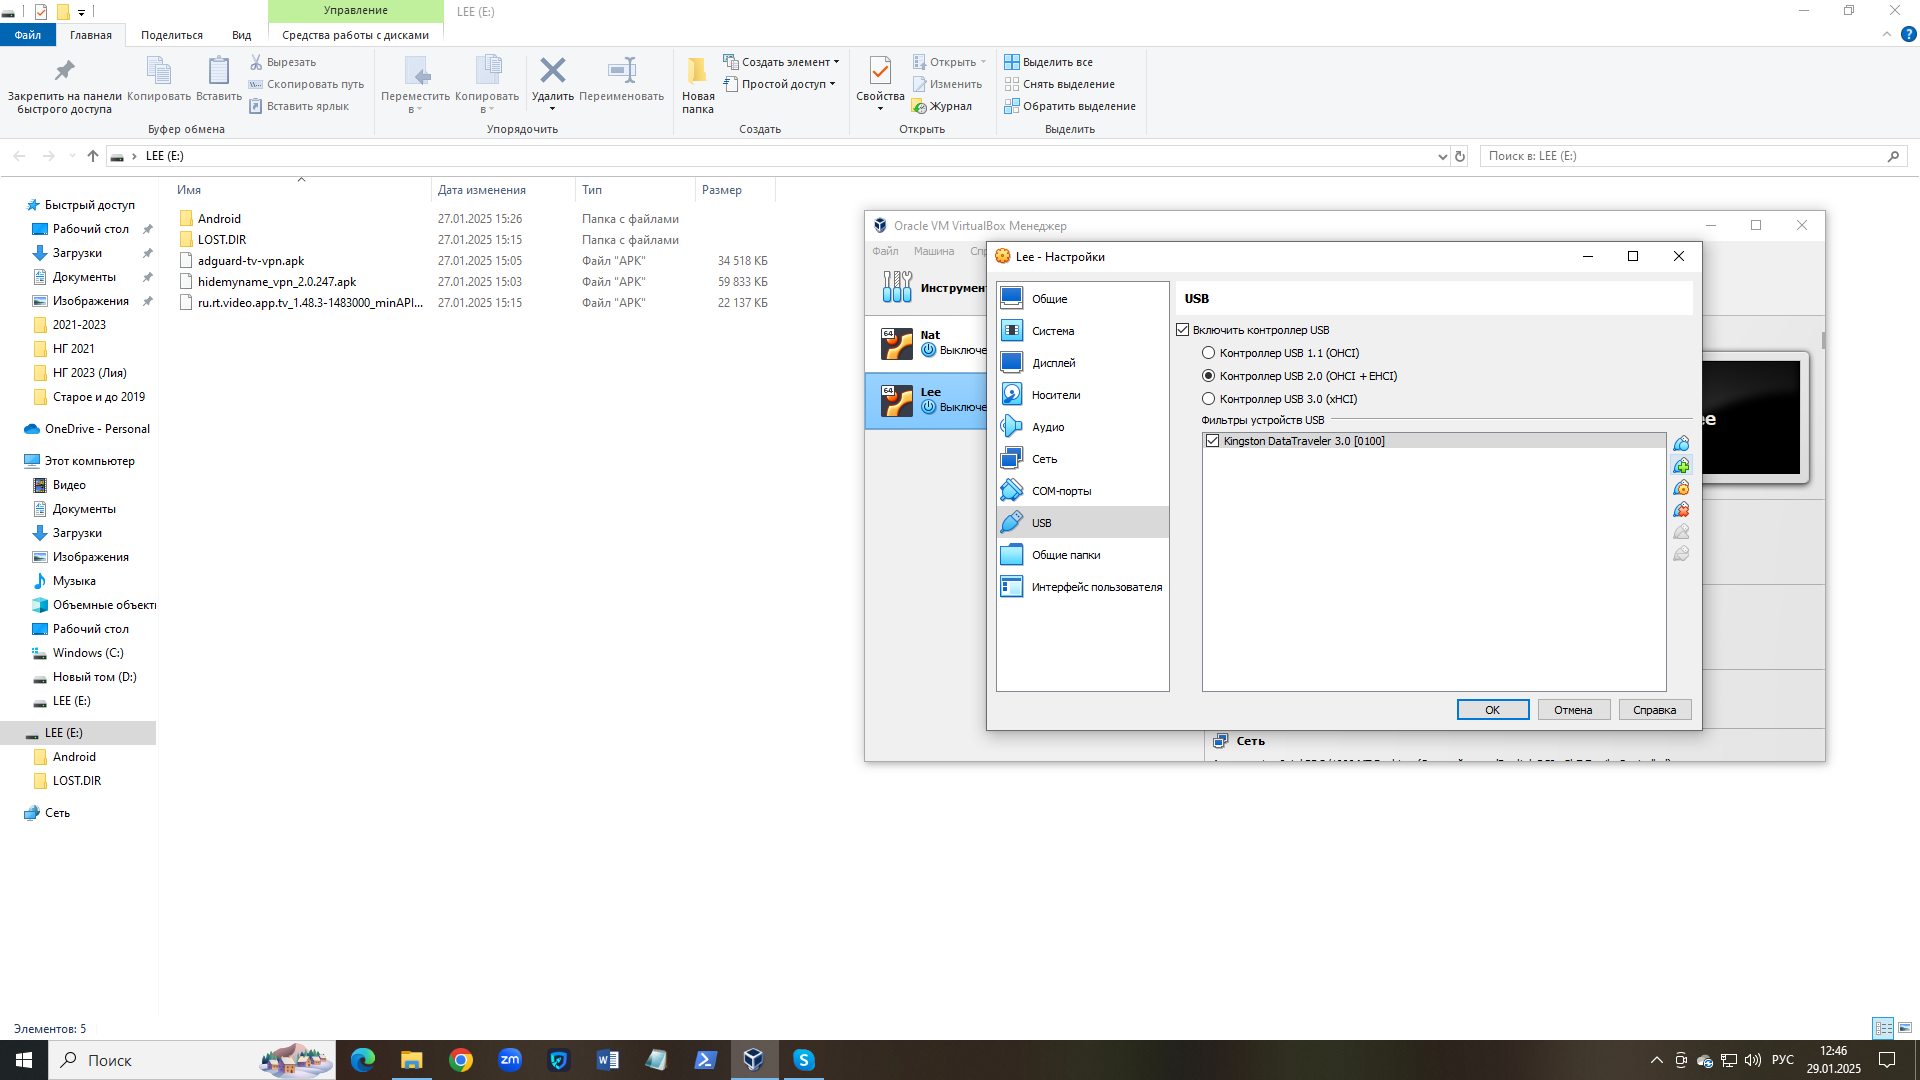 Управление
LEE (E:)
Файл
Главная
Поделиться
Вид
Средства работы с дисками
Закрепить на панели быстрого доступа
Копировать
Вставить
Вырезать
Скопировать путь
Вставить ярлык
Буфер обмена
Переместить в
Копировать в
Удалить
Переименовать
Упорядочить
Новая папка
Создать элемент
Простой доступ
Создать
Свойства
Открыть
Изменить
Журнал
Открыть
Выделить все
Снять выделение
Обратить выделение
Выделить
LEE (E:)
Поиск в: LEE (E:)
Имя
Дата изменения
Тип
Размер
Android 27.01.2025 15:26 Папка с файлами
LOST.DIR 27.01.2025 15:15 Папка с файлами
adguard-tv-vpn.apk 27.01.2025 15:05 Файл "APK" 34 518 КБ
hidemyname_vpn_2.0.247.apk 27.01.2025 15:03 Файл "APK" 59 833 КБ
ru.rt.video.app.tv_1.48.3-1483000_minAPI... 27.01.2025 15:15 Файл "APK" 22 137 КБ
Быстрый доступ
Рабочий стол
Загрузки
Документы
Изображения
2021-2023
НГ 2021
НГ 2023 (Лия)
Старое и до 2019
OneDrive - Personal
Этот компьютер
Видео
Документы
Загрузки
Изображения
Музыка
Объемные объекты
Рабочий стол
Windows (C:)
Новый том (D:)
LEE (E:)
LEE (E:)
Android
LOST.DIR
Сеть
Элементов: 5
Oracle VM VirtualBox Менеджер
Файл
Машина
Спр
Инструмен
64
Nat
Выключе
64
Lee
Выключе
ee
Сеть
Lee - Настройки
Общие
Система
Дисплей
Носители
Аудио
Сеть
COM-порты
USB
Общие папки
Интерфейс пользователя
USB
Включить контроллер USB
Контроллер USB 1.1 (OHCI)
Контроллер USB 2.0 (OHCI + EHCI)
Контроллер USB 3.0 (xHCI)
Фильтры устройств USB
Kingston DataTraveler 3.0 [0100]
OK
Отмена
Справка
Поиск
zm
РУС
12:46
29.01.2025